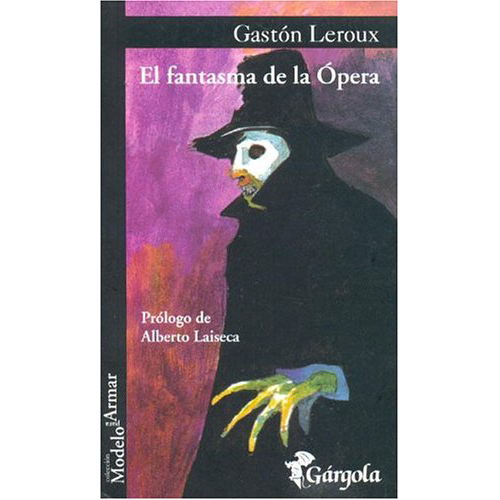 Gastón Leroux
El fantasma de la Ópera
Prólogo de
Alberto Laiseca
colección
Modelo para Armar
Gárgola